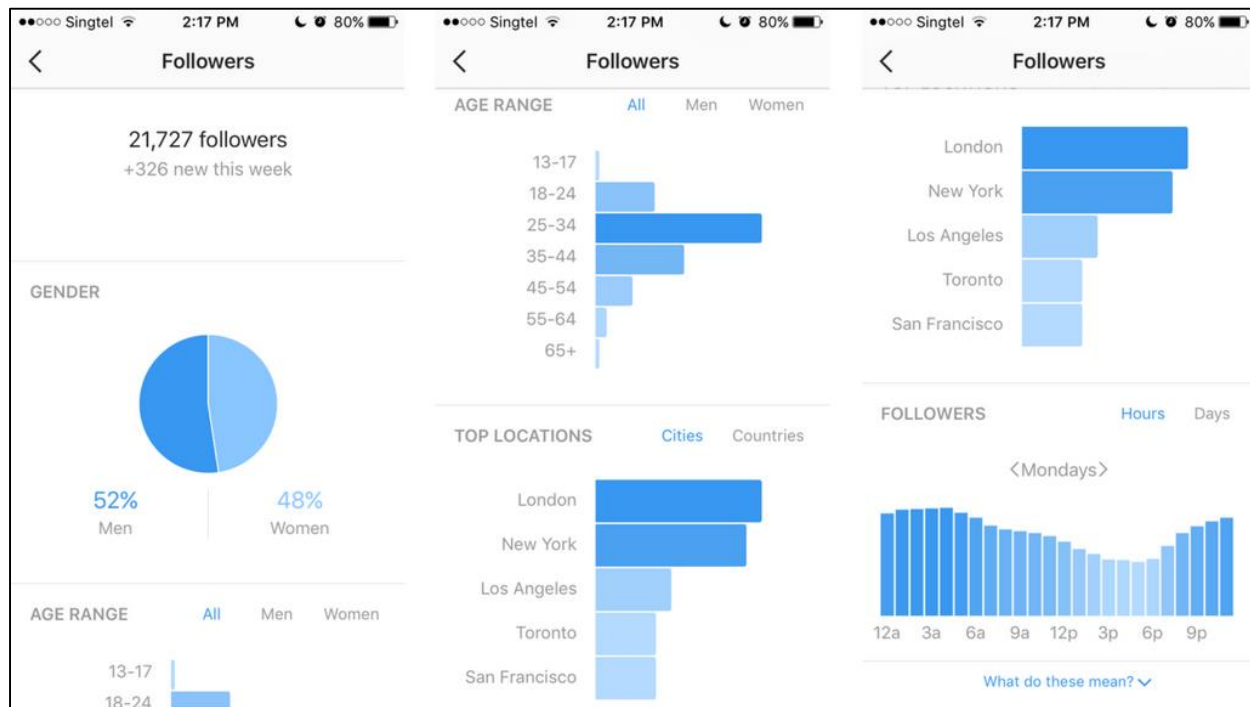 ●●○○○ Singtel 2:17 PM 80%
Followers
21,727 followers
+326 new this week
GENDER
52% 48%
Men Women
AGE RANGE All Men Women
13-17
18-24
●●○○○ Singtel 2:17 PM 80%
Followers
AGE RANGE All Men Women
13-17
18-24
25-34
35-44
45-54
55-64
65+
TOP LOCATIONS Cities Countries
London
New York
Los Angeles
Toronto
San Francisco
●●○○○ Singtel 2:17 PM 80%
Followers
London
New York
Los Angeles
Toronto
San Francisco
FOLLOWERS Hours Days
<Mondays>
12a 3a 6a 9a 12p 3p 6p 9p
What do these mean?